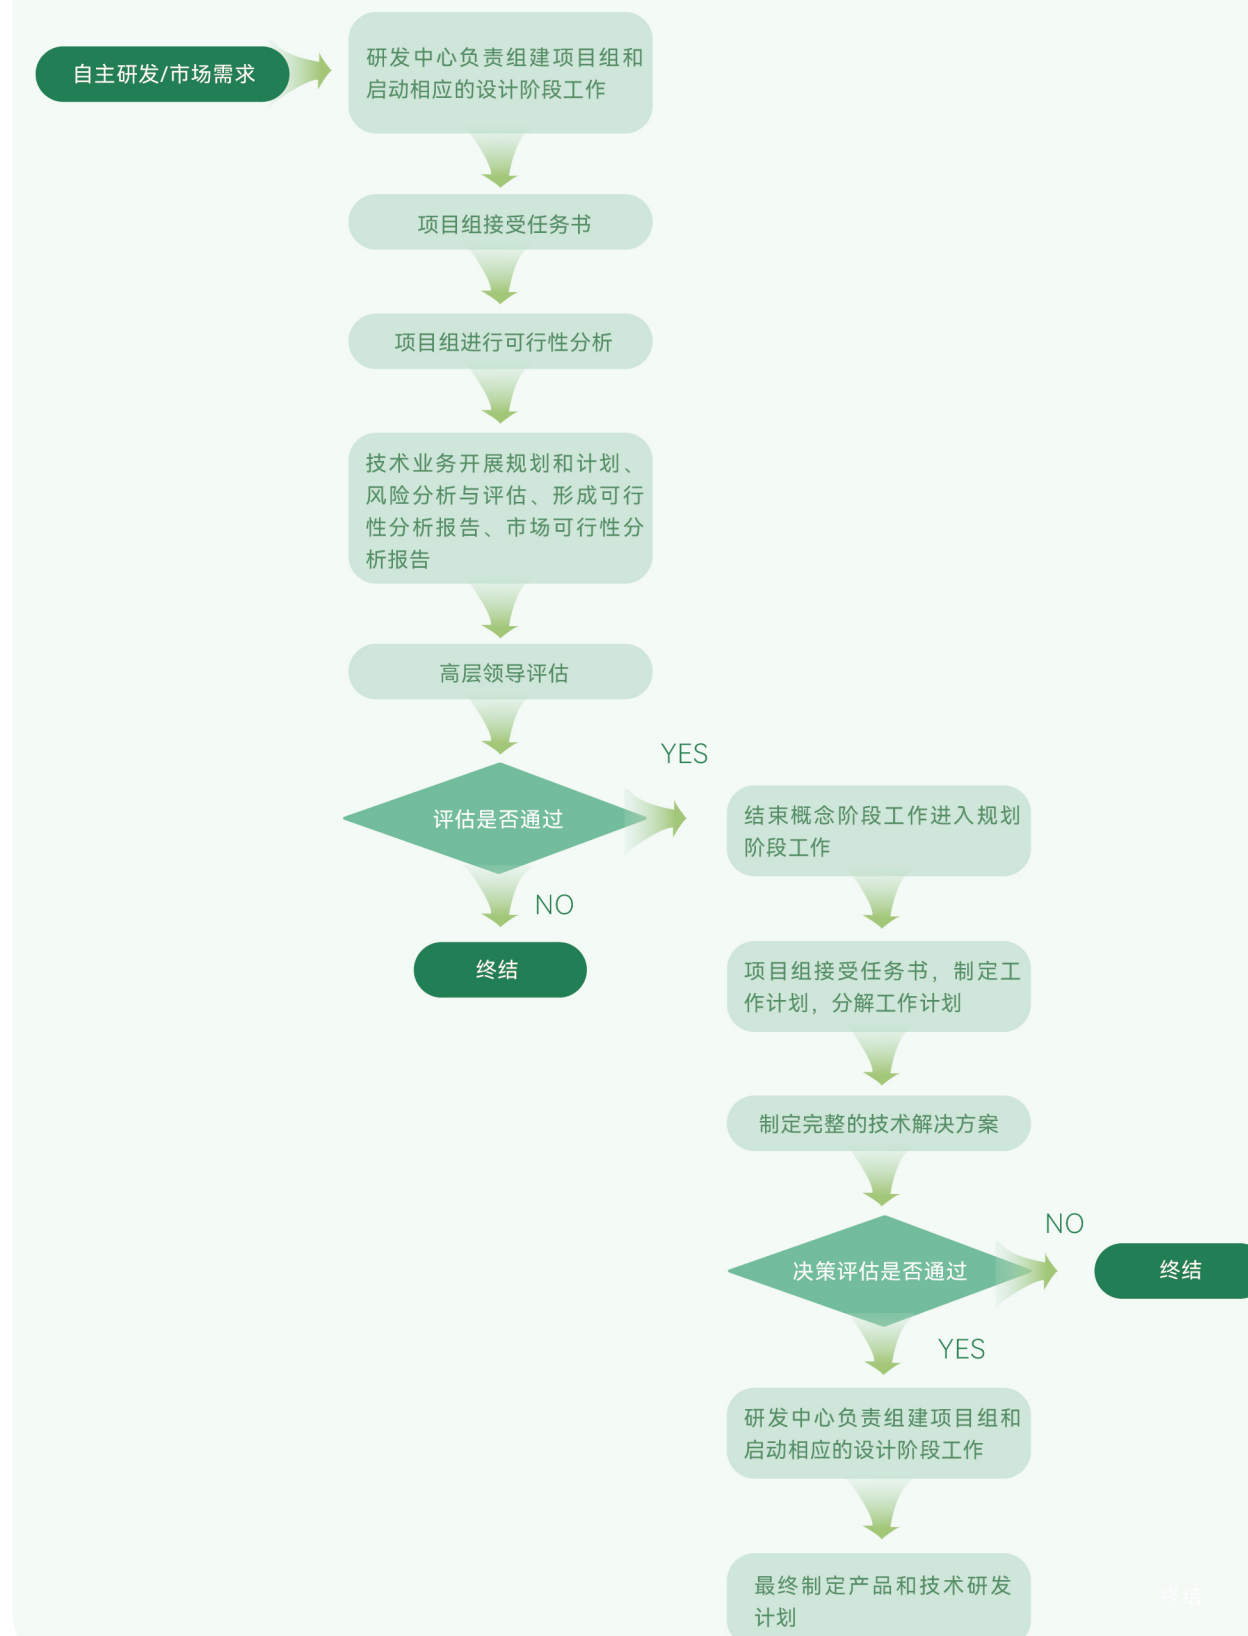 自主研发/市场需求
研发中心负责组建项目组和
启动相应的设计阶段工作
项目组接受任务书
项目组进行可行性分析
技术业务开展规划和计划、
风险分析与评估、形成可行
性分析报告、市场可行性分
析报告
高层领导评估
YES
评估是否通过
结束概念阶段工作进入规划
阶段工作
NO
终结
项目组接受任务书，制定工
作计划，分解工作计划
制定完整的技术解决方案
NO
决策评估是否通过
终结
YES
研发中心负责组建项目组和
启动相应的设计阶段工作
最终制定产品和技术研发
计划
终结